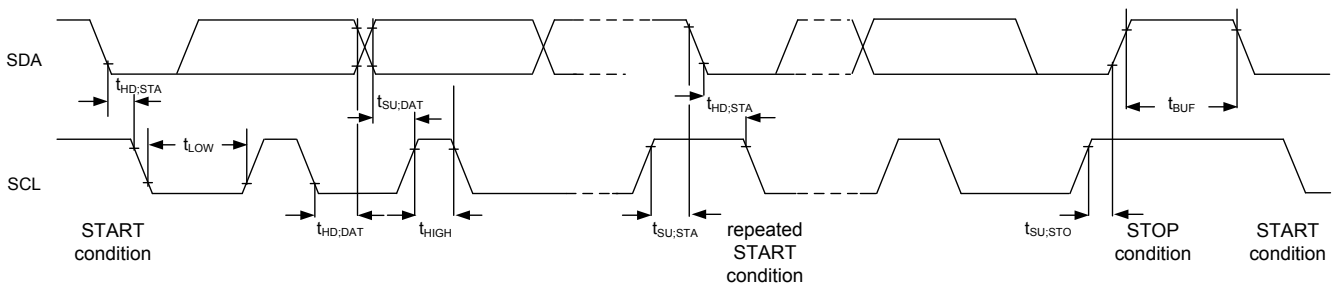 SDA
tHD;STA
tSU;DAT
tHD;STA
tBUF
tLOW
SCL
tHD;DAT
tHIGH
tSU;STA
tSU;STO
START
condition
repeated
START
condition
STOP
condition
START
condition